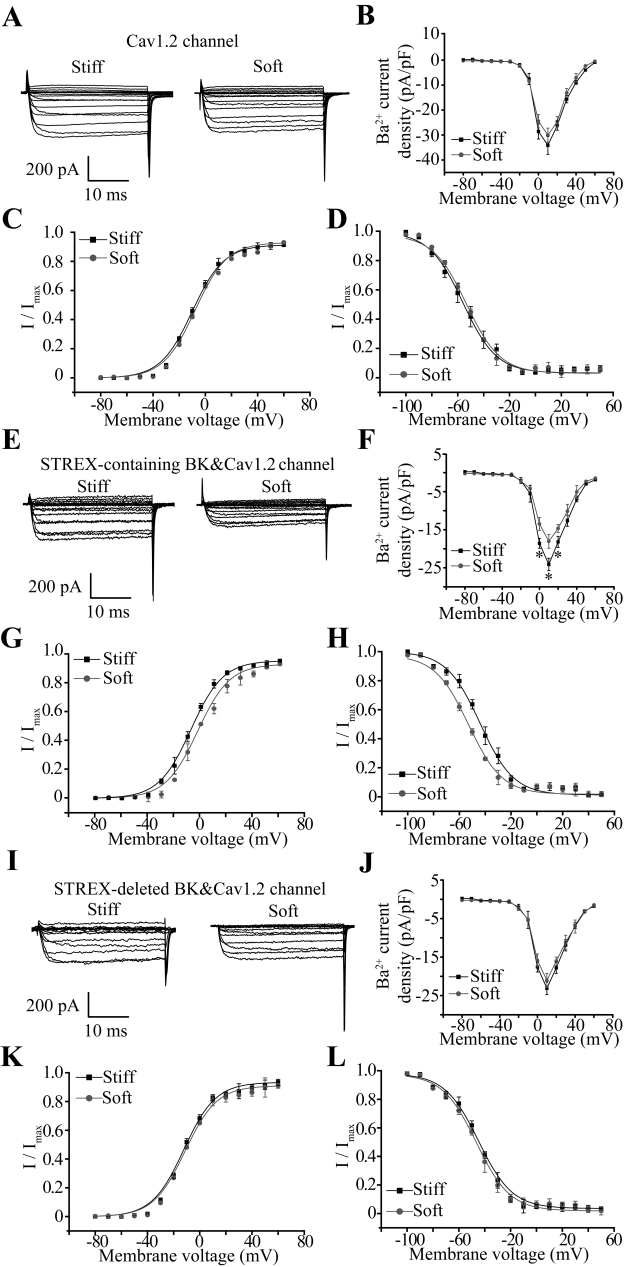 A
Cav1.2 channel
Stiff
Soft
200 pA
10 ms
B
Ba2+ current
density (pA/pF)
10
0
-10
-20
-30
-40
Stiff
Soft
-80 -40 0 40 80
Membrane voltage (mV)
C
I / Imax
1.0
0.8
0.6
0.4
0.2
0
Stiff
Soft
-80 -40 0 40 80
Membrane voltage (mV)
D
I / Imax
1.0
0.8
0.6
0.4
0.2
0
Stiff
Soft
-100 -60 -20 20 60
Membrane voltage (mV)
E
STREX-containing BK&Cav1.2 channel
Stiff
Soft
200 pA
10 ms
F
Ba2+ current
density (pA/pF)
5
-5
-15
-25
Stiff
Soft
* * *
-80 -40 0 40 80
Membrane voltage (mV)
G
I / Imax
1.0
0.8
0.6
0.4
0.2
0
Stiff
Soft
-80 -40 0 40 80
Membrane voltage (mV)
H
I / Imax
1.0
0.8
0.6
0.4
0.2
0
Stiff
Soft
-100 -60 -20 20 60
Membrane voltage (mV)
I
STREX-deleted BK&Cav1.2 channel
Stiff
Soft
200 pA
10 ms
J
Ba2+ current
density (pA/pF)
5
-5
-15
-25
Stiff
Soft
-80 -40 0 40 80
Membrane voltage (mV)
K
I / Imax
1.0
0.8
0.6
0.4
0.2
0
Stiff
Soft
-80 -40 0 40 80
Membrane voltage (mV)
L
I / Imax
1.0
0.8
0.6
0.4
0.2
0
Stiff
Soft
-100 -60 -20 20 60
Membrane voltage (mV)